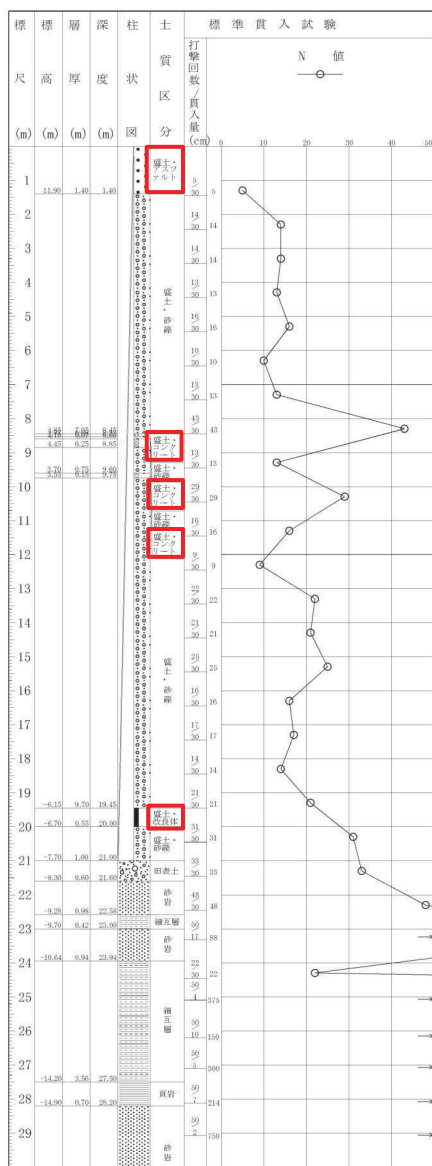 標 標 層 深 柱 土 打撃回数/貫入量 標準貫入試験
尺 高 厚 度 状 質 N 値
図 区
(m) (m) (m) (m) 分 (cm) 0 10 20 30 40 50
盛土・
アスファルト
1 5/30 5
11.90 1.40 1.40
2 14/30 14
3 14/30 14
4 13/30 13
盛土・砂礫
5 16/30 16
6 10/30 10
7 13/30 13
8 43/30 43
盛土・
コンクリート
4.45 0.25 8.85
9 13/30 13
盛土・
砂礫
3.70 0.75 9.60
3.55 0.15 9.75
盛土・
コンクリート
10 29/30 29
盛土・
砂礫
11 16/30 16
盛土・
コンクリート
12 9/30 9
13 22/30 22
14 21/30 21
15 25/30 25
盛土・砂礫
16 16/30 16
17 17/30 17
18 14/30 14
19 21
-6.15 9.70 19.45
盛土・
改良体
20 31/30 31
-6.70 0.55 20.00
盛土・
砂礫
21 33/30 33
-7.70 1.00 21.00
旧表土
-8.30 0.60 21.60
22 48/30 48
砂岩
-9.28 0.98 22.58
細互層
23 50/17 88
-9.70 0.42 23.00
砂岩
24 22/30 22
-10.64 0.94 23.94
25 50/4 375
細互層
26 50/10 150
27 50/5 300
-14.20 3.56 27.50
頁岩
28 50/7 214
-14.90 0.70 28.20
29 50/2 750
砂岩